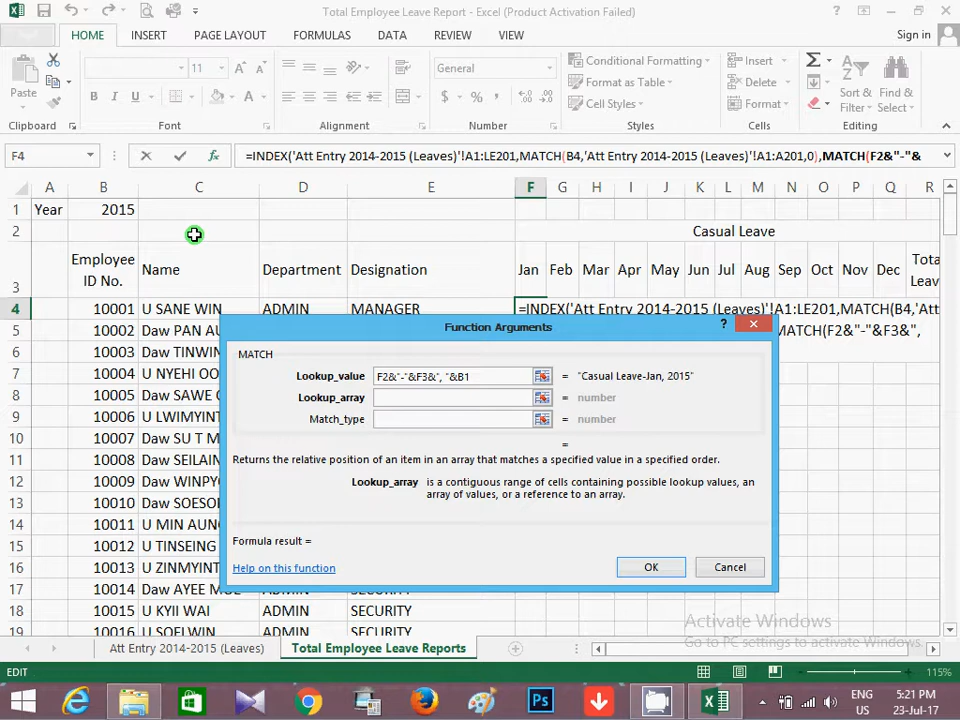 Total Employee Leave Report - Excel (Product Activation Failed)
HOME INSERT PAGE LAYOUT FORMULAS DATA REVIEW VIEW Sign in
Paste
11
General
Conditional Formatting
Format as Table
Cell Styles
Insert
Delete
Format
Sort & Filter
Find & Select
Clipboard Font Alignment Number Styles Cells Editing
F4 =INDEX('Att Entry 2014-2015 (Leaves)'!A1:LE201,MATCH(B4,'Att Entry 2014-2015 (Leaves)'!A1:A201,0),MATCH(F2&"-"&
A B C D E F G H I J K L M N O P Q R
1 Year 2015
2 Casual Leave
3 Employee ID No. Name Department Designation Jan Feb Mar Apr May Jun Jul Aug Sep Oct Nov Dec Tota Leav
4 10001 U SANE WIN ADMIN MANAGER =INDEX('Att Entry 2014-2015 (Leaves)'!A1:LE201,MATCH(B4,'Att
5 10002 Daw PAN AU MATCH(F2&"-"&F3&",
6 10003 Daw TINWIN
7 10004 U NYEHI OO
8 10005 Daw SAWE
9 10006 U LWIMYINT
10 10007 Daw SU T M
11 10008 Daw SEILAIN
12 10009 Daw WINPY
13 10010 Daw SOESO
14 10011 U MIN AUNG
15 10012 U TINSEING
16 10013 U ZINMYINT
17 10014 Daw AYEE MOE ADMIN SECURITY
18 10015 U KYII WAI ADMIN SECURITY
19 10016 U SOELWIN ADMIN SECURITY
Function Arguments
MATCH
Lookup_value F2&"-"&F3&", "&B1 = "Casual Leave-Jan, 2015"
Lookup_array = number
Match_type = number
=
Returns the relative position of an item in an array that matches a specified value in a specified order.
Lookup_array is a contiguous range of cells containing possible lookup values, an
array of values, or a reference to an array.
Formula result =
Help on this function
OK Cancel
Activate Windows
Go to PC settings to activate Windows.
Att Entry 2014-2015 (Leaves) Total Employee Leave Reports
EDIT 115%
ENG US
5:21 PM
23-Jul-17